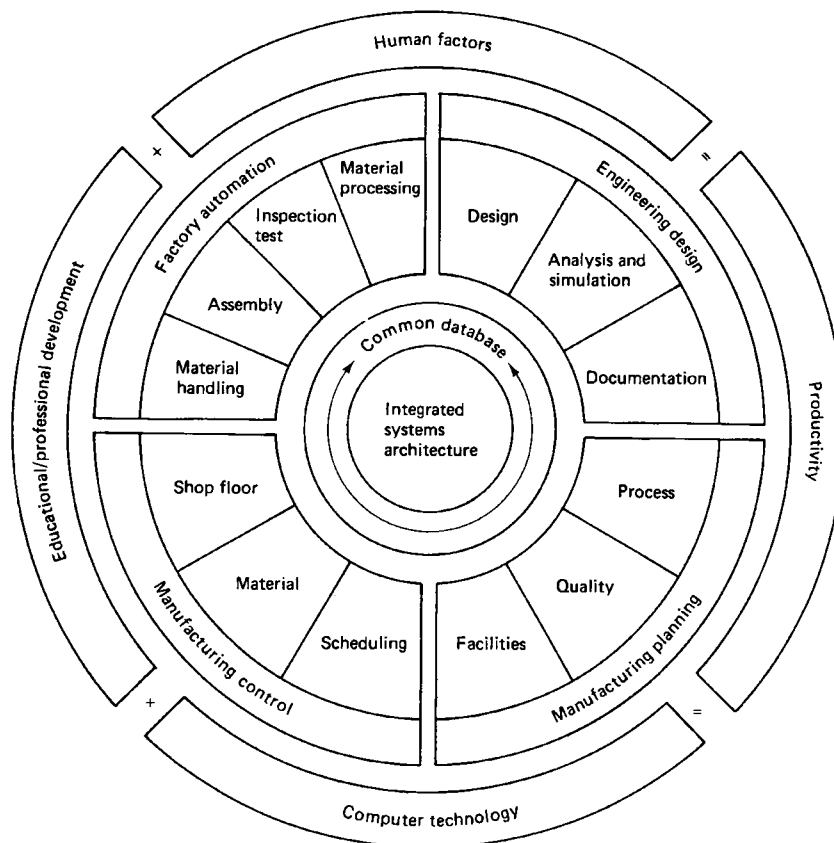 Human factors
+
=
Factory automation
Material
processing
Inspection
test
Assembly
Material
handling
Design
Engineering design
Analysis and
simulation
Documentation
Educational/professional development
Common database
Integrated
systems
architecture
Productivity
Shop floor
Material
Scheduling
Manufacturing control
Process
Quality
Facilities
Manufacturing planning
+
=
Computer technology